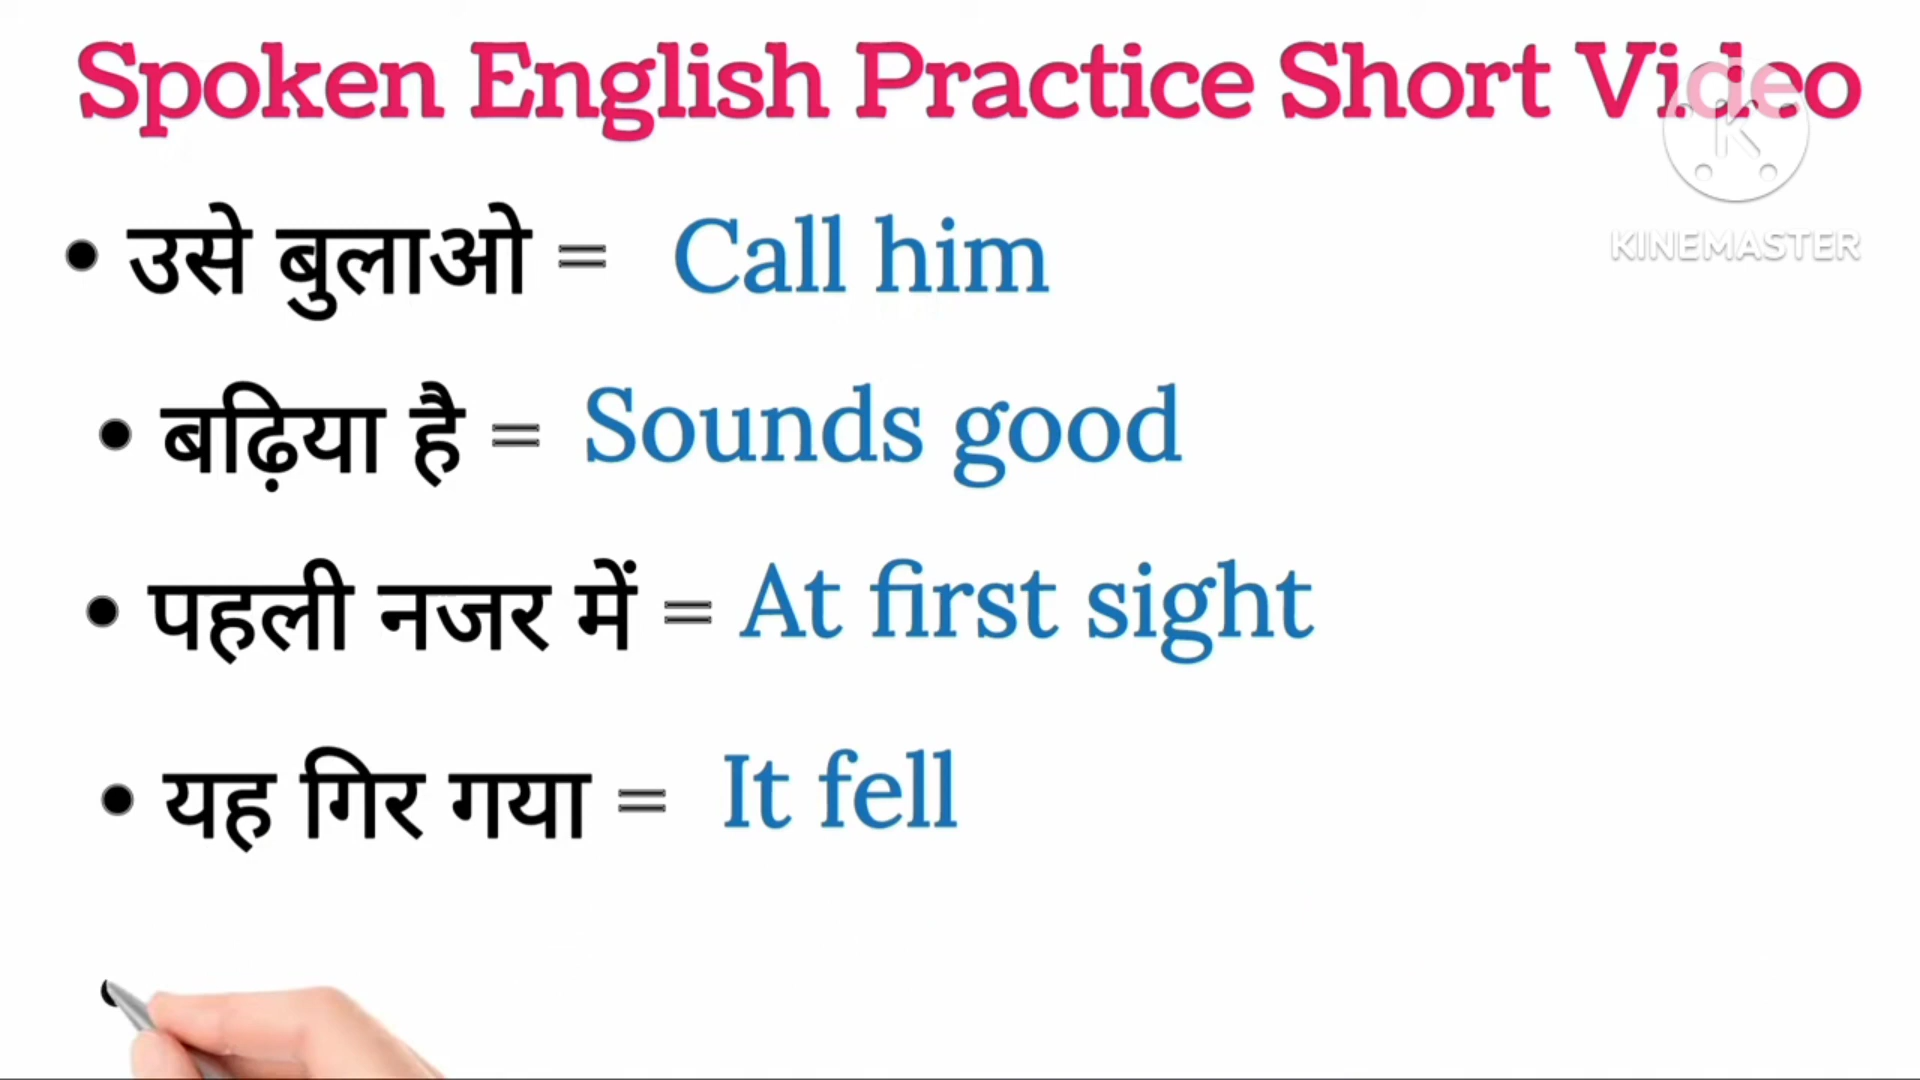 Spoken English Practice Short Video
KINEMASTER
• उसे बुलाओ = Call him
• बढ़िया है = Sounds good
• पहली नजर में = At first sight
• यह गिर गया = It fell